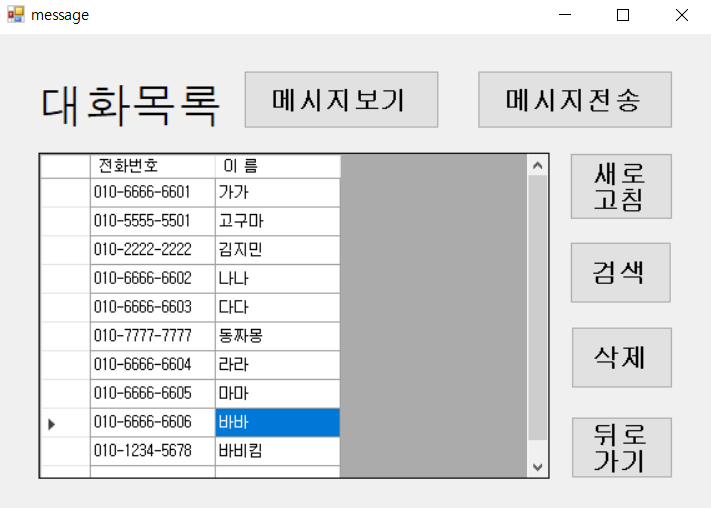 message
대화목록 메시지보기 메시지전송
전화번호 이 름
010-6666-6601 가가
010-5555-5501 고구마
010-2222-2222 김지민
010-6666-6602 나나
010-6666-6603 다다
010-7777-7777 동짜몽
010-6666-6604 라라
010-6666-6605 마마
010-6666-6606 바바
010-1234-5678 바비킴
새로
고침
검색
삭제
뒤로
가기